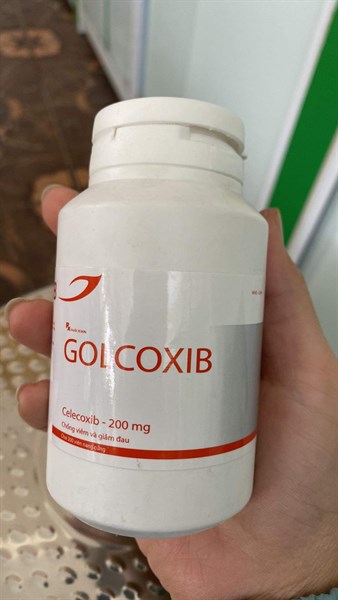 GOLCOXIB
Celecoxib - 200 mg
Chống viêm và giảm đau